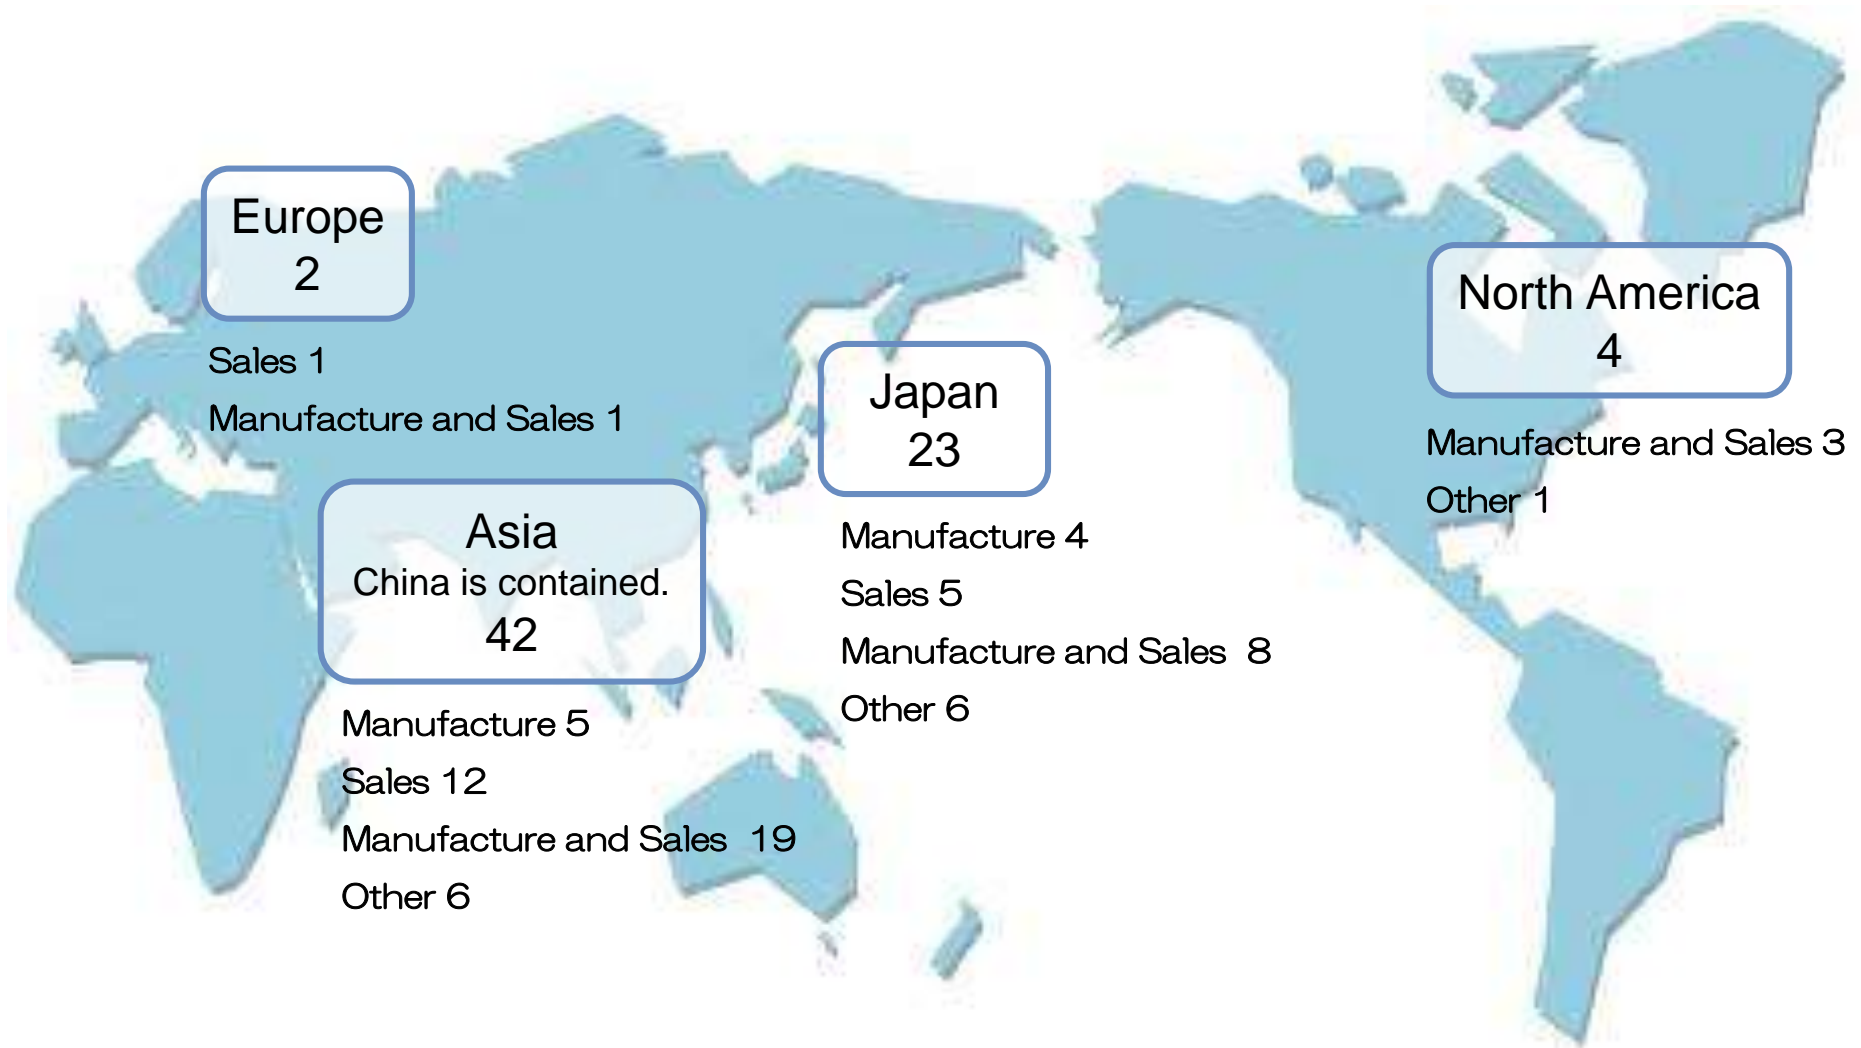 Europe
2
Sales 1
Manufacture and Sales 1
Asia
China is contained.
42
Manufacture 5
Sales 12
Manufacture and Sales 19
Other 6
Japan
23
Manufacture 4
Sales 5
Manufacture and Sales 8
Other 6
North America
4
Manufacture and Sales 3
Other 1